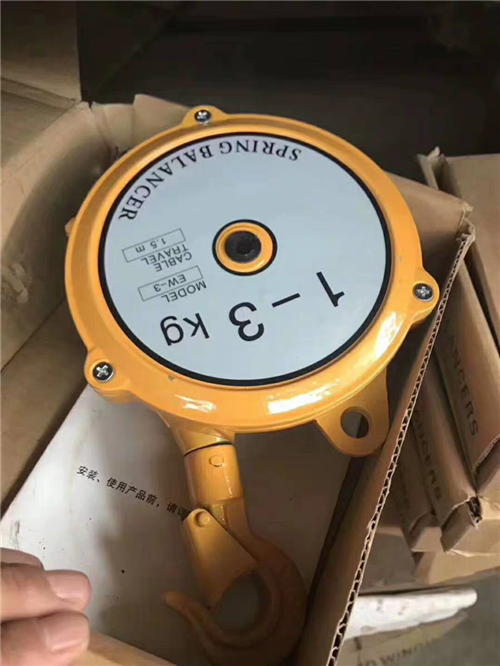 SPRING BALANCER
1-3 kg
MODEL EW-3
CABLE TRAVEL 1.5 m
安装、使用产品前，请
ANCERS